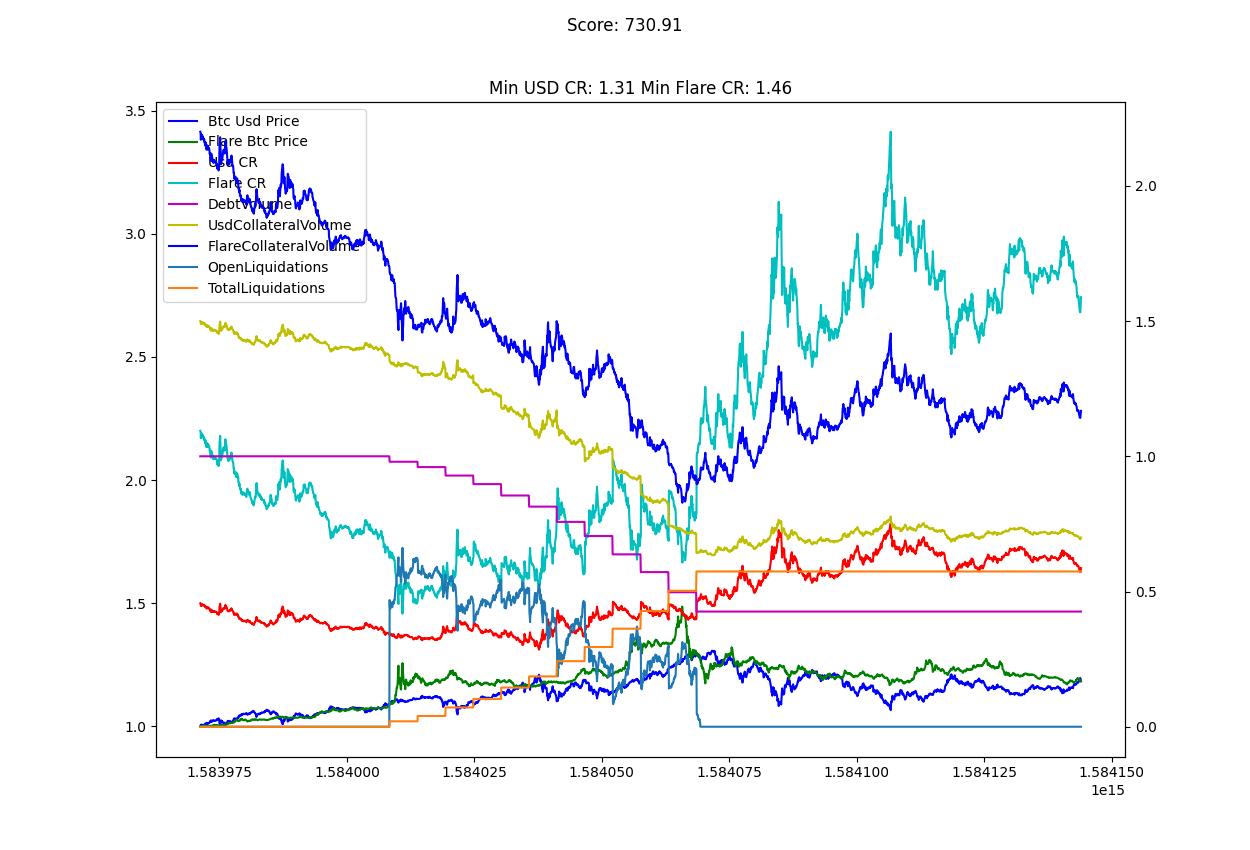 Score: 730.91
Min USD CR: 1.31 Min Flare CR: 1.46
Btc Usd Price
Flare Btc Price
Usd CR
Flare CR
DebtVolume
UsdCollateralVolume
FlareCollateralVolume
OpenLiquidations
TotalLiquidations
3.5
3.0
2.5
2.0
1.5
1.0
2.0
1.5
1.0
0.5
0.0
1.583975 1.584000 1.584025 1.584050 1.584075 1.584100 1.584125 1.584150
1e15